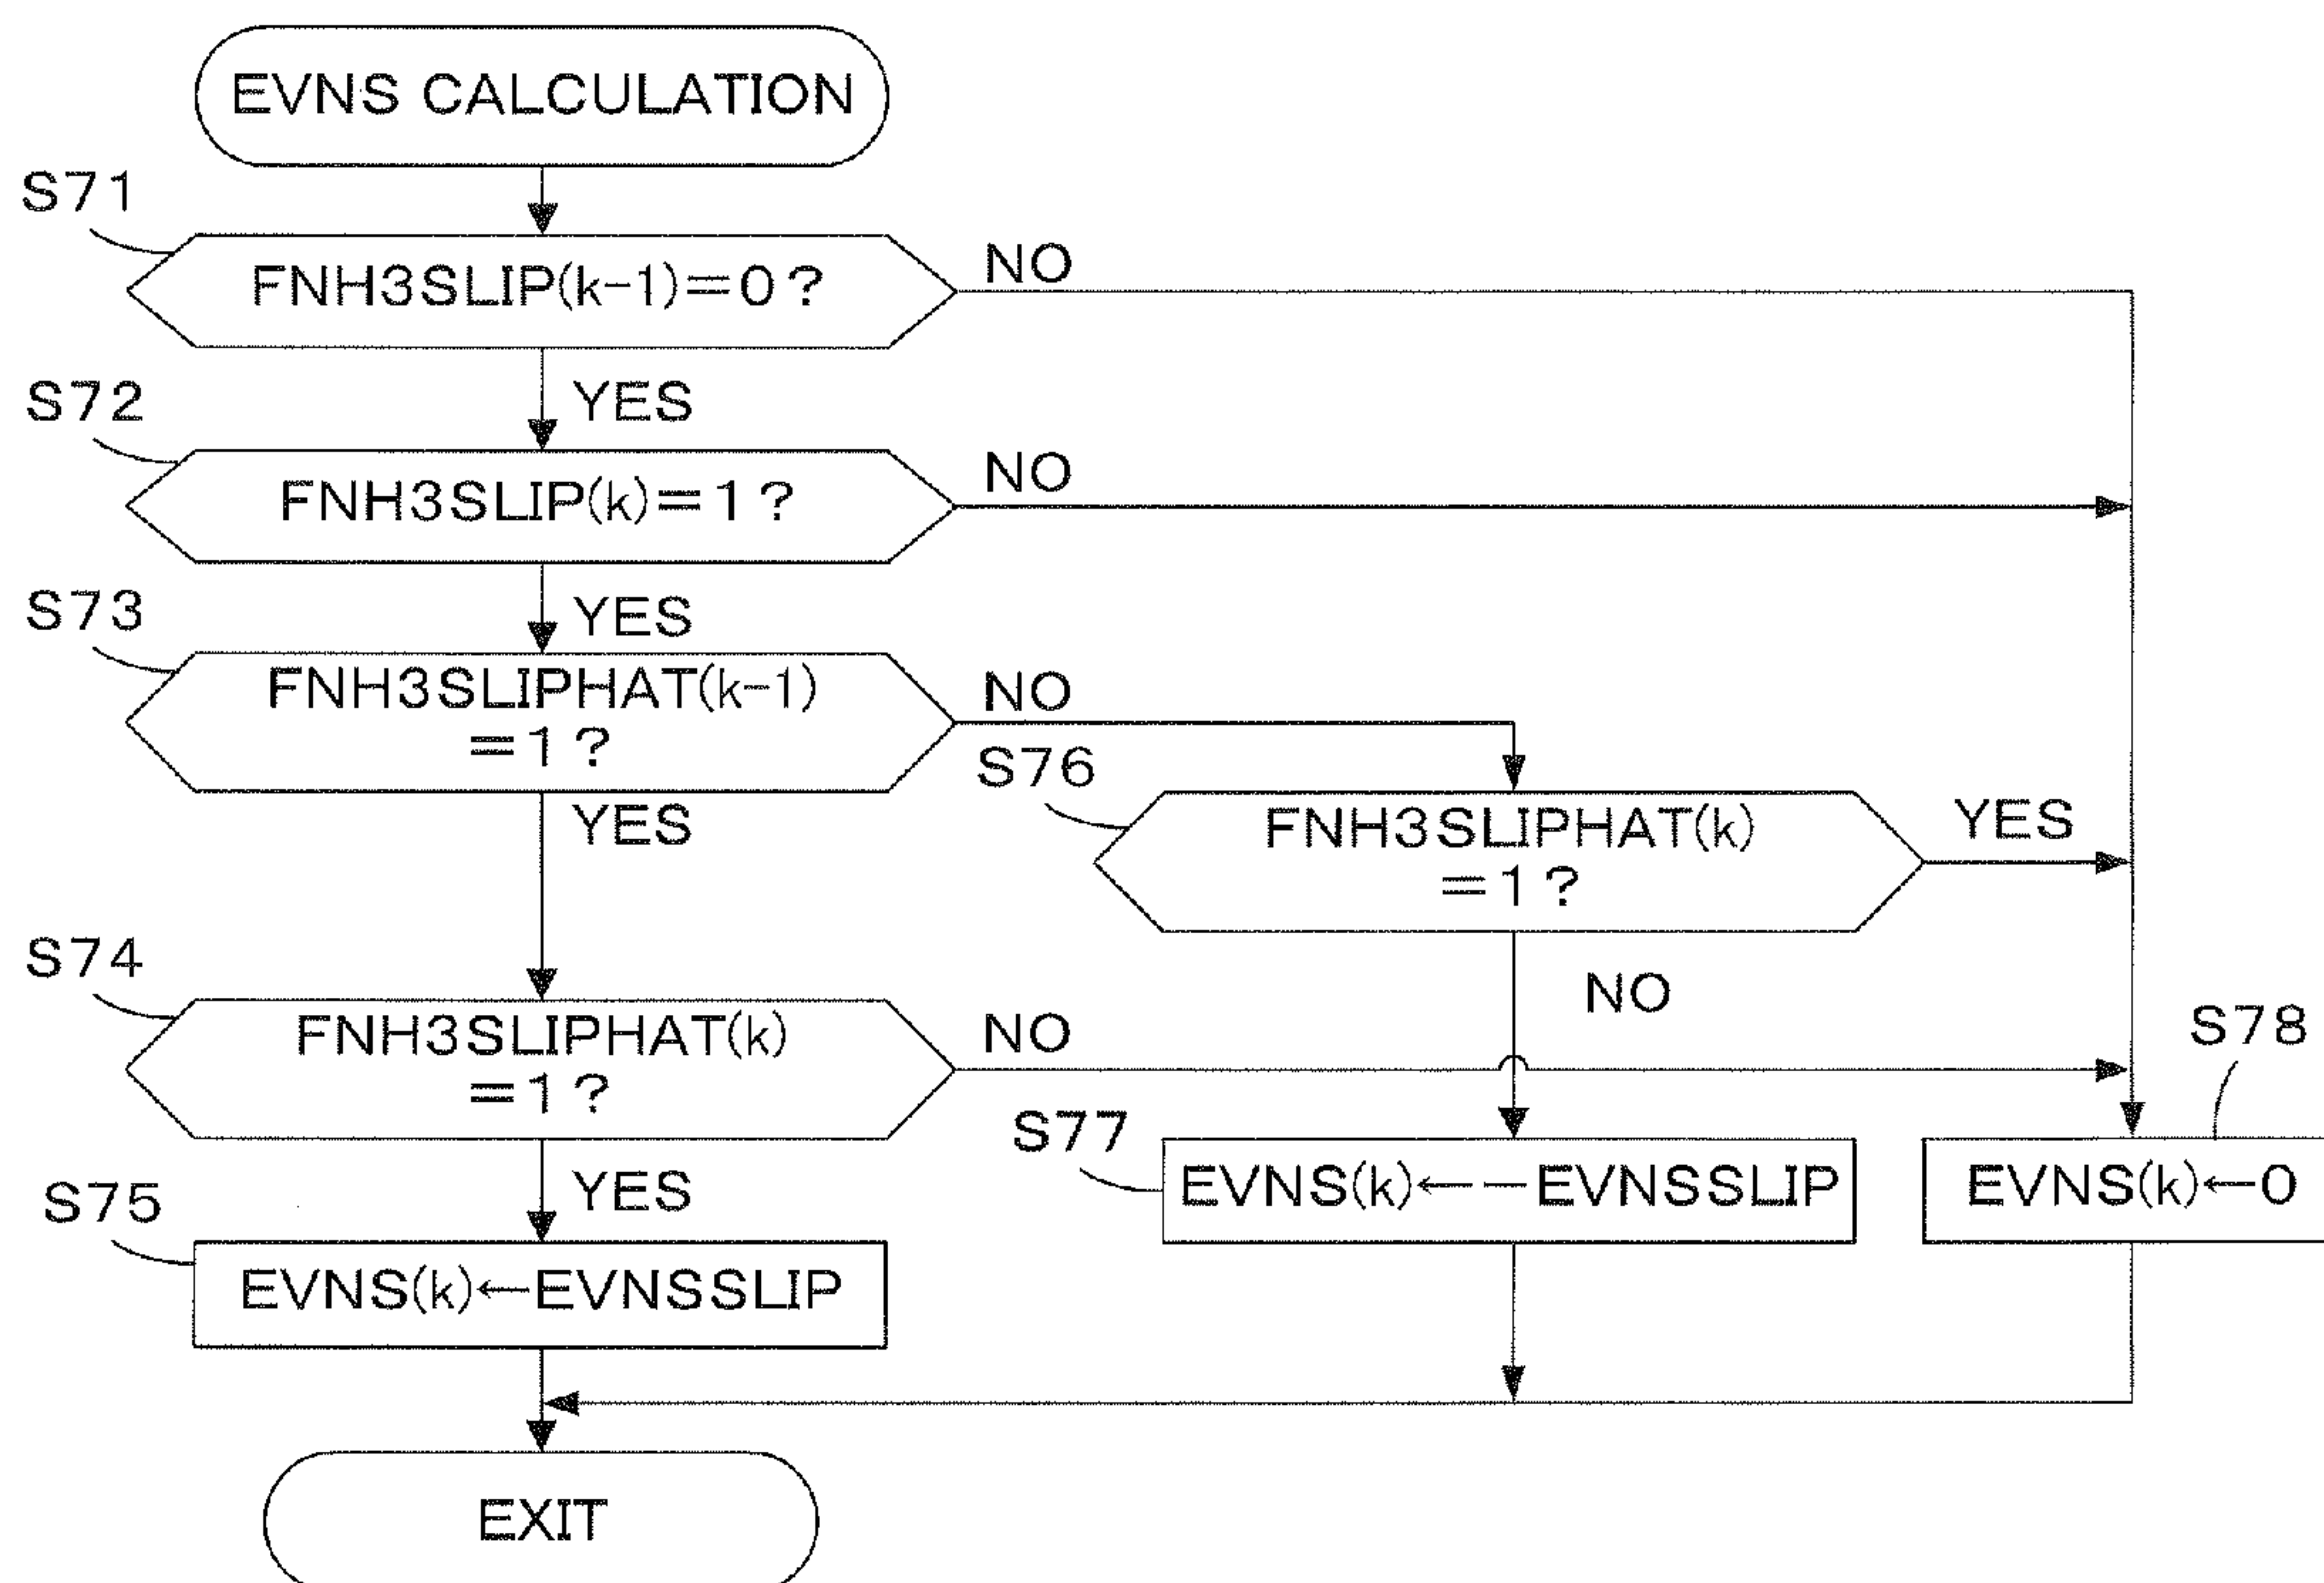 EVNS CALCULATION
S71
FNH3SLIP(k-1)=0?
NO
YES
S72
FNH3SLIP(k)=1?
NO
YES
S73
FNH3SLIPHAT(k-1)
=1?
NO
YES
S76
FNH3SLIPHAT(k)
=1?
YES
NO
S74
FNH3SLIPHAT(k)
=1?
NO
YES
S78
S77
EVNS(k)←−EVNSSLIP
EVNS(k)←0
S75
EVNS(k)←EVNSSLIP
EXIT